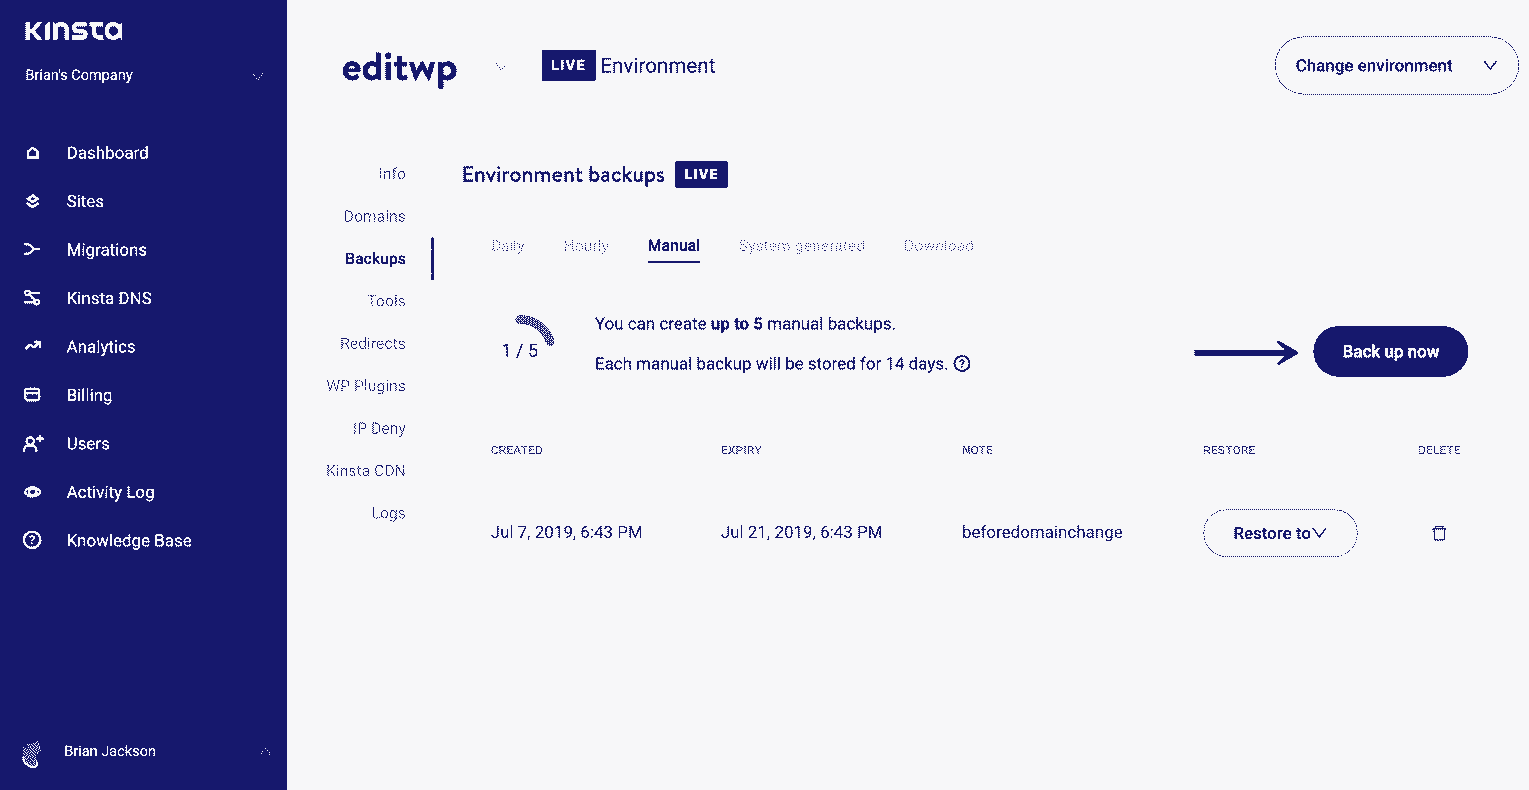 KINSTA
Brian's Company
Dashboard
Sites
Migrations
Kinsta DNS
Analytics
Billing
Users
Activity Log
Knowledge Base
Brian Jackson
editwp
LIVE Environment
Change environment
Info
Domains
Backups
Tools
Redirects
WP Plugins
IP Deny
Kinsta CDN
Logs
Environment backups LIVE
Daily Hourly Manual System generated Download
1 / 5
You can create up to 5 manual backups.
Each manual backup will be stored for 14 days.
Back up now
CREATED EXPIRY NOTE RESTORE DELETE
Jul 7, 2019, 6:43 PM Jul 21, 2019, 6:43 PM beforedomainchange Restore to